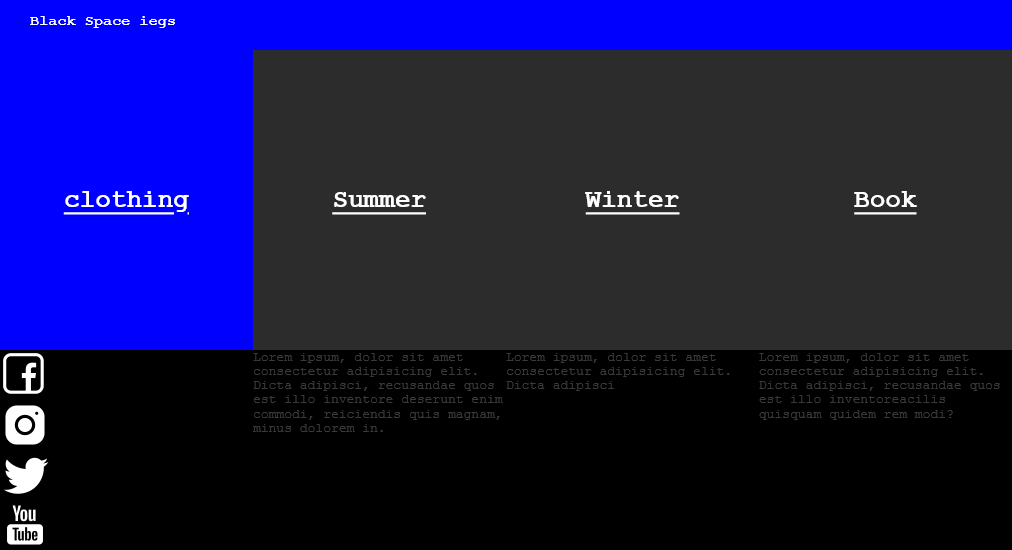 Black Space iegs
clothing
Summer
Winter
Book
Lorem ipsum, dolor sit amet
consectetur adipisicing elit.
Dicta adipisci, recusandae quos
est illo inventore deserunt enim
commodi, reiciendis quis magnam,
minus dolorem in.
Lorem ipsum, dolor sit amet
consectetur adipisicing elit.
Dicta adipisci
Lorem ipsum, dolor sit amet
consectetur adipisicing elit.
Dicta adipisci, recusandae quos
est illo inventoreacilis
quisquam quidem rem modi?
You
Tube